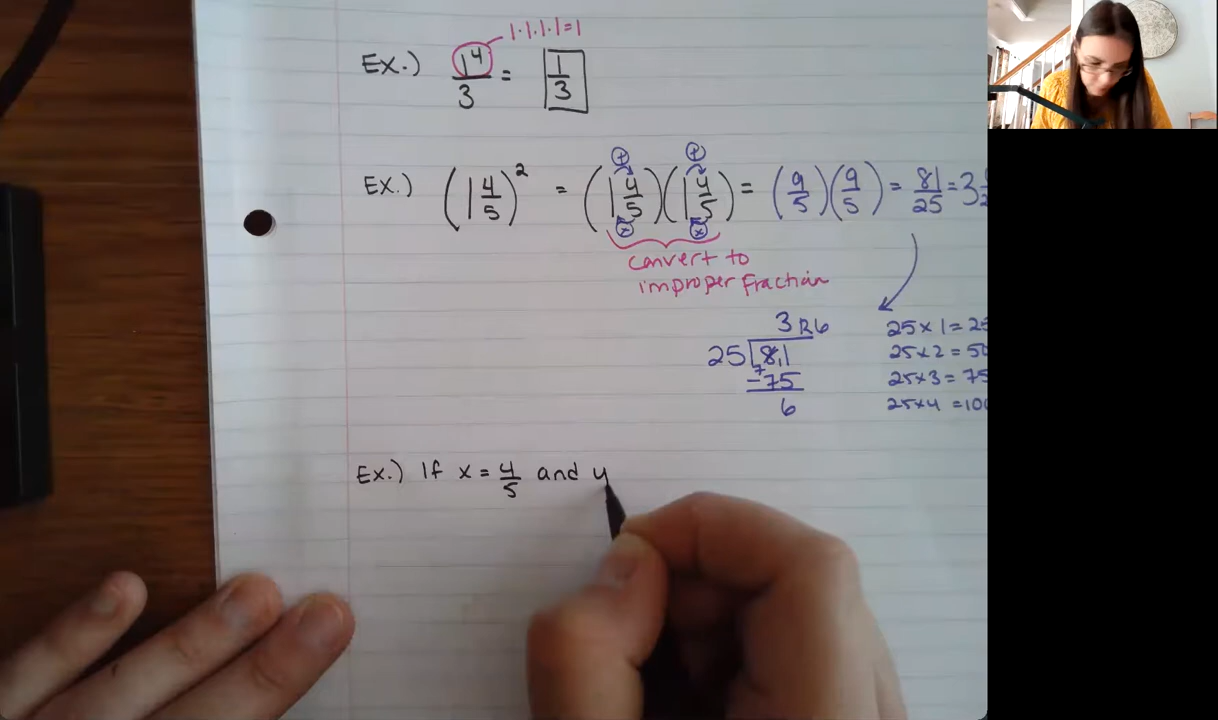 1·1·1·1=1
Ex.) 1⁴/3 = 1/3
Ex.) (1 4/5)² = (1 4/5)(1 4/5) = (9/5)(9/5) = 81/25 = 3
+ +
x x
convert to
improper fraction
3 R6
25 81
7
-75
6
25×1=25
25×2=50
25×3=75
25×4=100
Ex.) If x = 4/5 and y